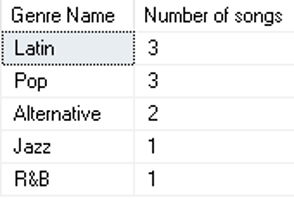 Genre Name Number of songs
Latin 3
Pop 3
Alternative 2
Jazz 1
R&B 1